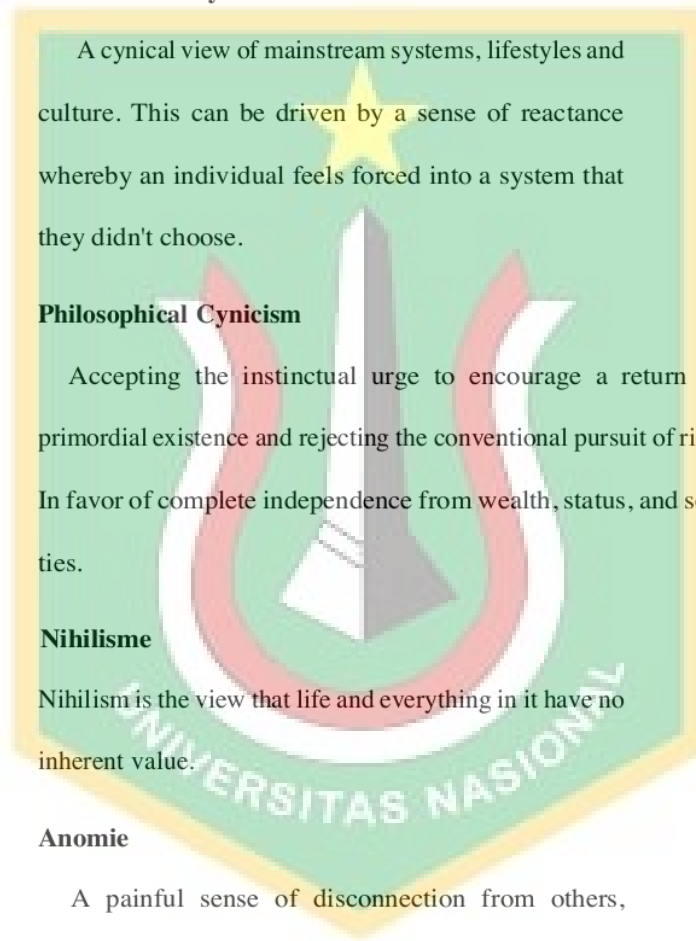 A cynical view of mainstream systems, lifestyles and
culture. This can be driven by a sense of reactance
whereby an individual feels forced into a system that
they didn't choose.
Philosophical Cynicism
Accepting the instinctual urge to encourage a return
primordial existence and rejecting the conventional pursuit of
In favor of complete independence from wealth, status, and
ties.
Nihilisme
Nihilism is the view that life and everything in it have no
inherent value.
UNIVERSITAS NASIONAL
Anomie
A painful sense of disconnection from others,